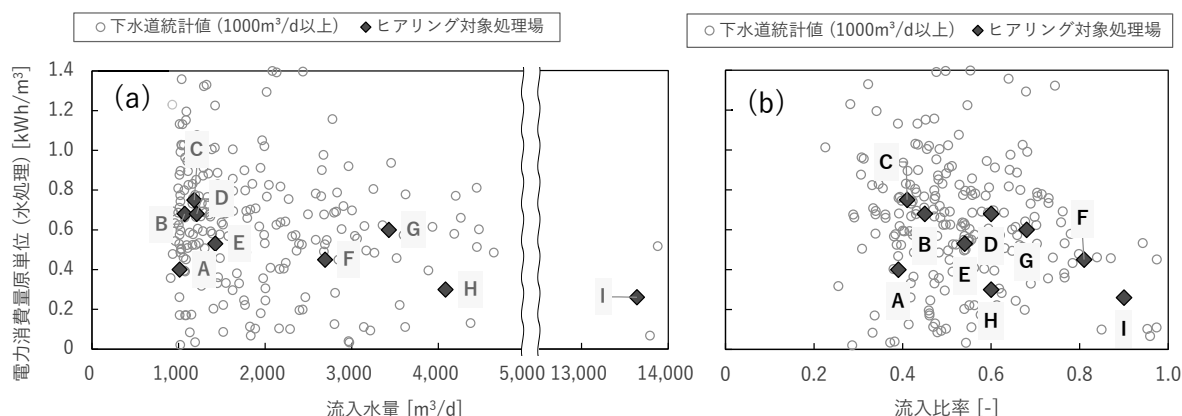 ○ 下水道統計値 (1000m³/d以上) ◆ ヒアリング対象処理場
○ 下水道統計値 (1000m³/d以上) ◆ ヒアリング対象処理場
電力消費量原単位 (水処理) [kWh/m³]
1.4
1.2
1.0
0.8
0.6
0.4
0.2
0
(a)
C
D
B
E
A
G
F
H
I
0 1,000 2,000 3,000 4,000 5,000 13,000 14,000
流入水量 [m³/d]
(b)
C
F
B
D
G
E
A
H
I
0 0.2 0.4 0.6 0.8 1.0
流入比率 [-]